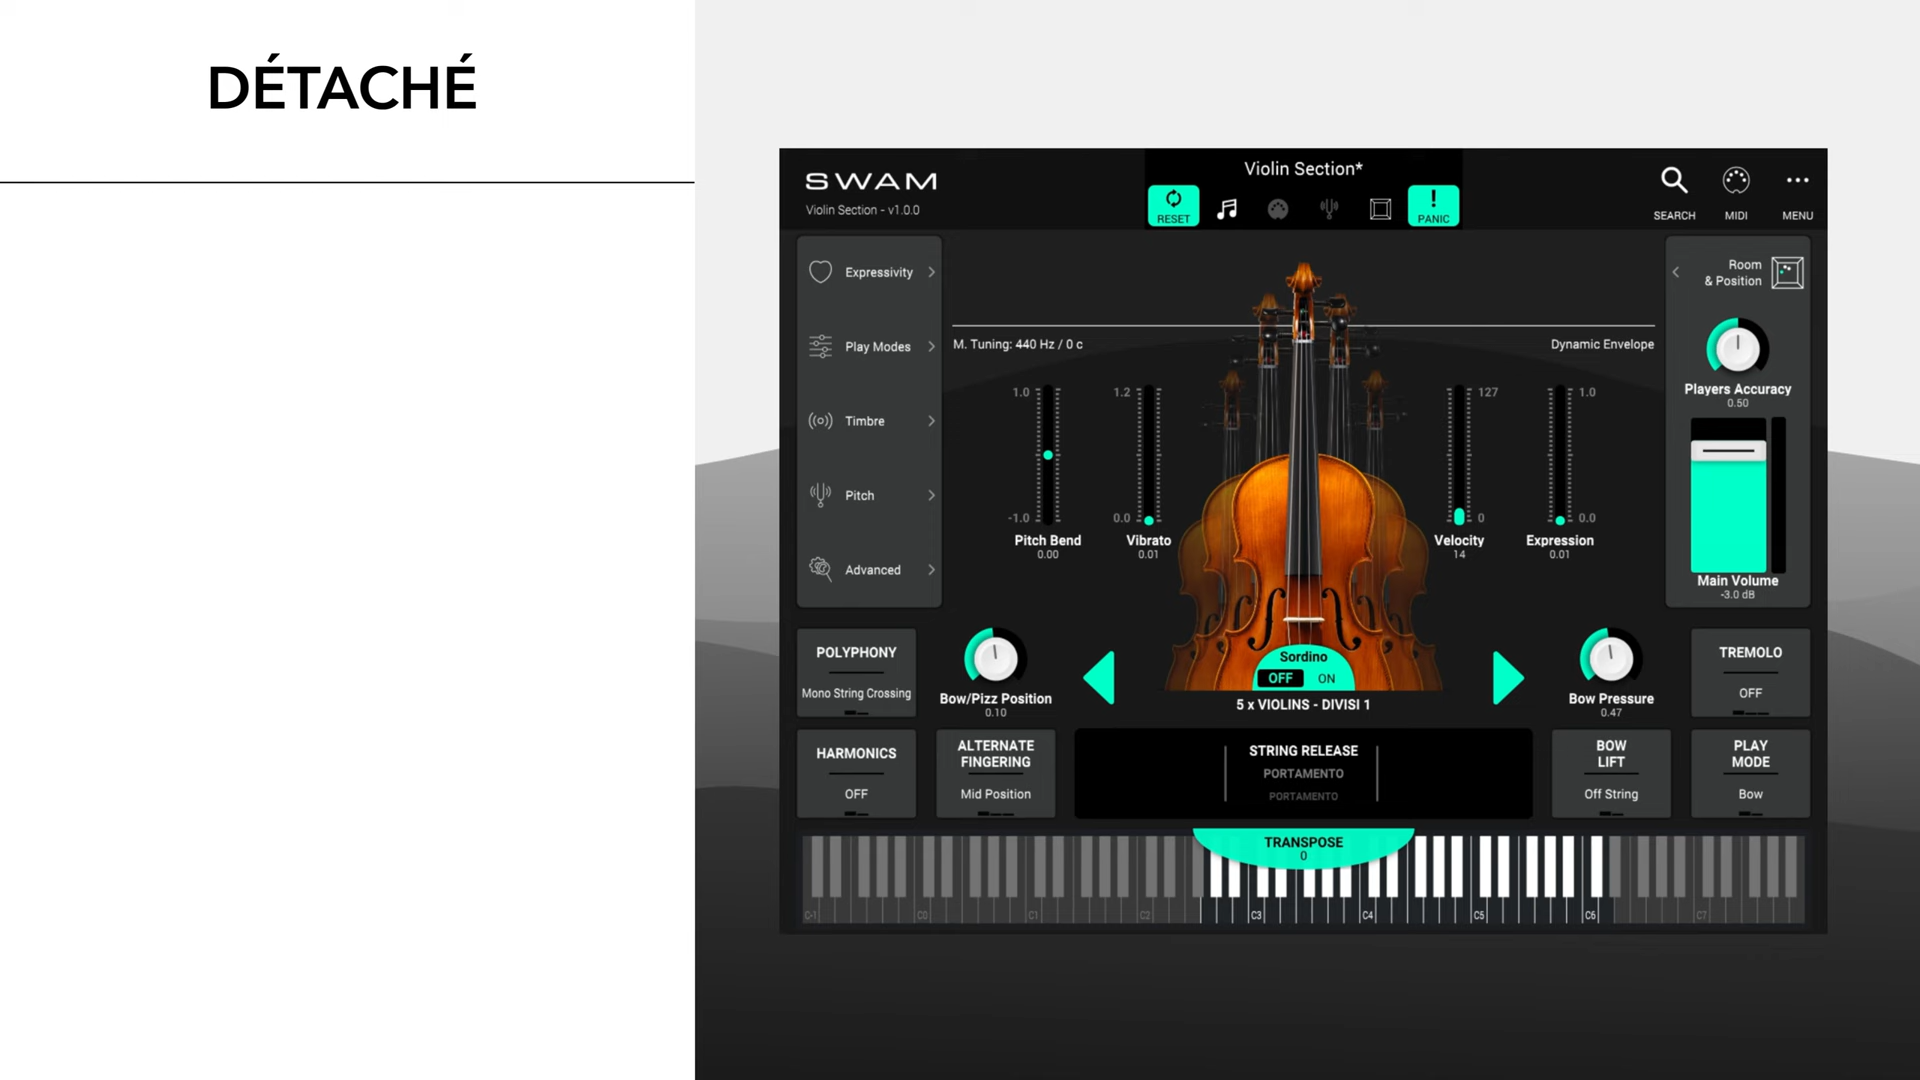 DÉTACHÉ
SWAM
Violin Section - v1.0.0
Violin Section*
RESET
PANIC
SEARCH
MIDI
MENU
Expressivity
Play Modes
Timbre
Pitch
Advanced
M. Tuning: 440 Hz / 0 c
Dynamic Envelope
1.0
-1.0
Pitch Bend
0.00
1.2
0.0
Vibrato
0.01
127
0
Velocity
14
1.0
0.0
Expression
0.01
Room
& Position
Players Accuracy
0.50
Main Volume
-3.0 dB
POLYPHONY
Mono String Crossing
Bow/Pizz Position
0.10
Sordino
OFF ON
5 x VIOLINS - DIVISI 1
Bow Pressure
0.47
TREMOLO
OFF
HARMONICS
OFF
ALTERNATE
FINGERING
Mid Position
STRING RELEASE
PORTAMENTO
PORTAMENTO
BOW
LIFT
Off String
PLAY
MODE
Bow
TRANSPOSE
0
C-1 C0 C1 C2 C3 C4 C5 C6 C7